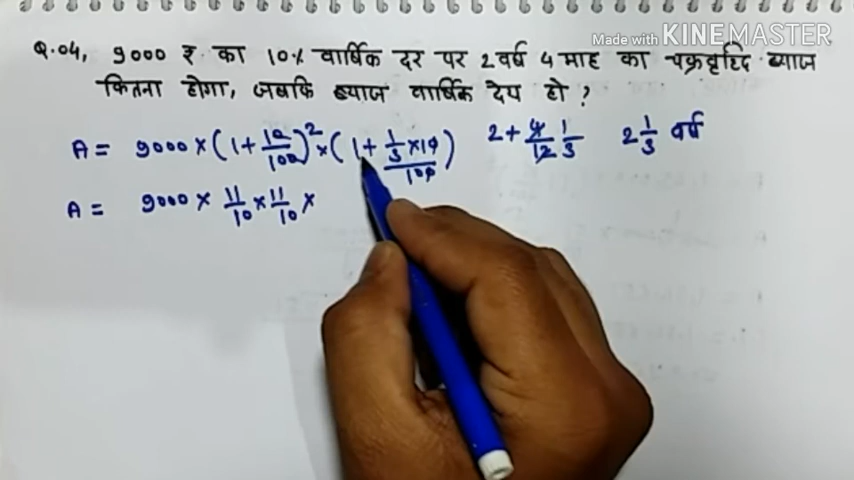 Made with KINEMASTER
Q.04, 9000 ₹ का 10% वार्षिक दर पर 2 वर्ष 4 माह का चक्रवृद्धि ब्याज
कितना होगा, जबकि ब्याज वार्षिक देय हो ?
A = 9000 × (1 + 10/100)² × (1 + 1/3 × 10/100) 2 + 4/12 1/3 2 1/3 वर्ष
A = 9000 × 11/10 × 11/10 ×